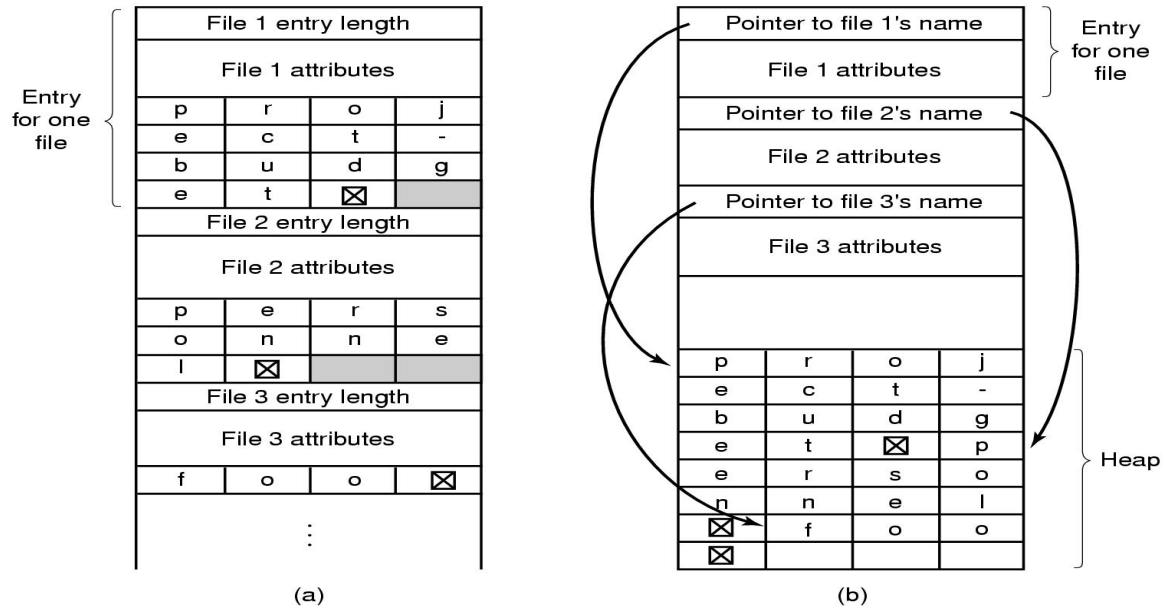 File 1 entry length
File 1 attributes
p r o j
e c t -
b u d g
e t
File 2 entry length
File 2 attributes
p e r s
o n n e
l
File 3 entry length
File 3 attributes
f o o
⋮
Entry
for one
file
(a)
Pointer to file 1's name
File 1 attributes
Pointer to file 2's name
File 2 attributes
Pointer to file 3's name
File 3 attributes
p r o j
e c t -
b u d g
e t p
e r s o
n n e l
f o o
Entry
for one
file
Heap
(b)